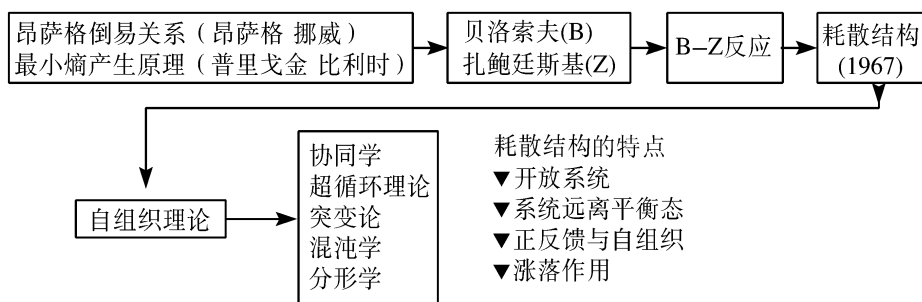 昂萨格倒易关系（昂萨格 挪威）
最小熵产生原理（普里戈金 比利时）
贝洛索夫(B)
扎鲍廷斯基(Z)
B–Z反应
耗散结构
(1967)
自组织理论
协同学
超循环理论
突变论
混沌学
分形学
耗散结构的特点
▼开放系统
▼系统远离平衡态
▼正反馈与自组织
▼涨落作用